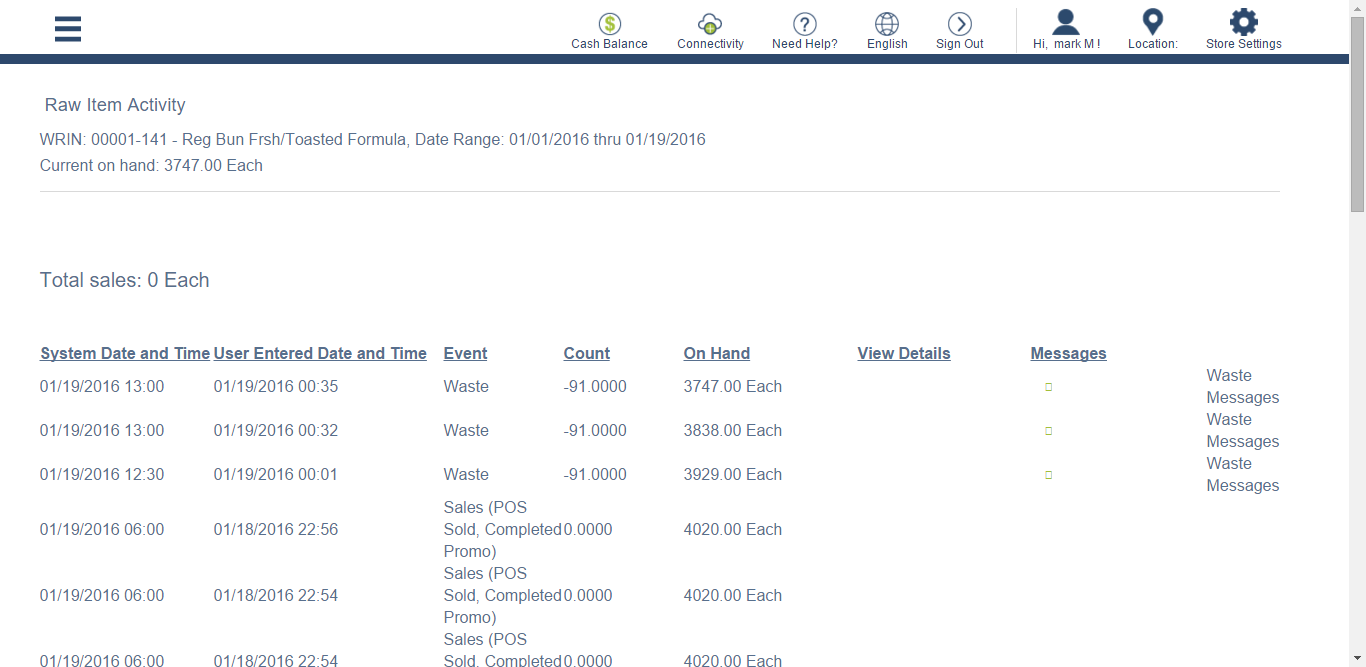 Cash Balance Connectivity Need Help? English Sign Out Hi, mark M ! Location: Store Settings
Raw Item Activity
WRIN: 00001-141 - Reg Bun Frsh/Toasted Formula, Date Range: 01/01/2016 thru 01/19/2016
Current on hand: 3747.00 Each
Total sales: 0 Each
System Date and Time User Entered Date and Time Event Count On Hand View Details Messages
01/19/2016 13:00 01/19/2016 00:35 Waste -91.0000 3747.00 Each Waste
Messages
01/19/2016 13:00 01/19/2016 00:32 Waste -91.0000 3838.00 Each Waste
Messages
01/19/2016 12:30 01/19/2016 00:01 Waste -91.0000 3929.00 Each Waste
Messages
Sales (POS
01/19/2016 06:00 01/18/2016 22:56 Sold, Completed 0.0000 4020.00 Each
Promo)
Sales (POS
01/19/2016 06:00 01/18/2016 22:54 Sold, Completed 0.0000 4020.00 Each
Promo)
Sales (POS
01/19/2016 06:00 01/18/2016 22:54 Sold, Completed 0.0000 4020.00 Each